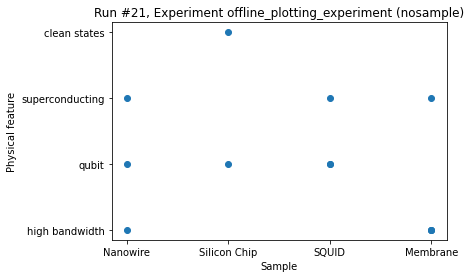 Run #21, Experiment offline_plotting_experiment (nosample)
clean states
superconducting
qubit
high bandwidth
Physical feature
Nanowire Silicon Chip SQUID Membrane
Sample